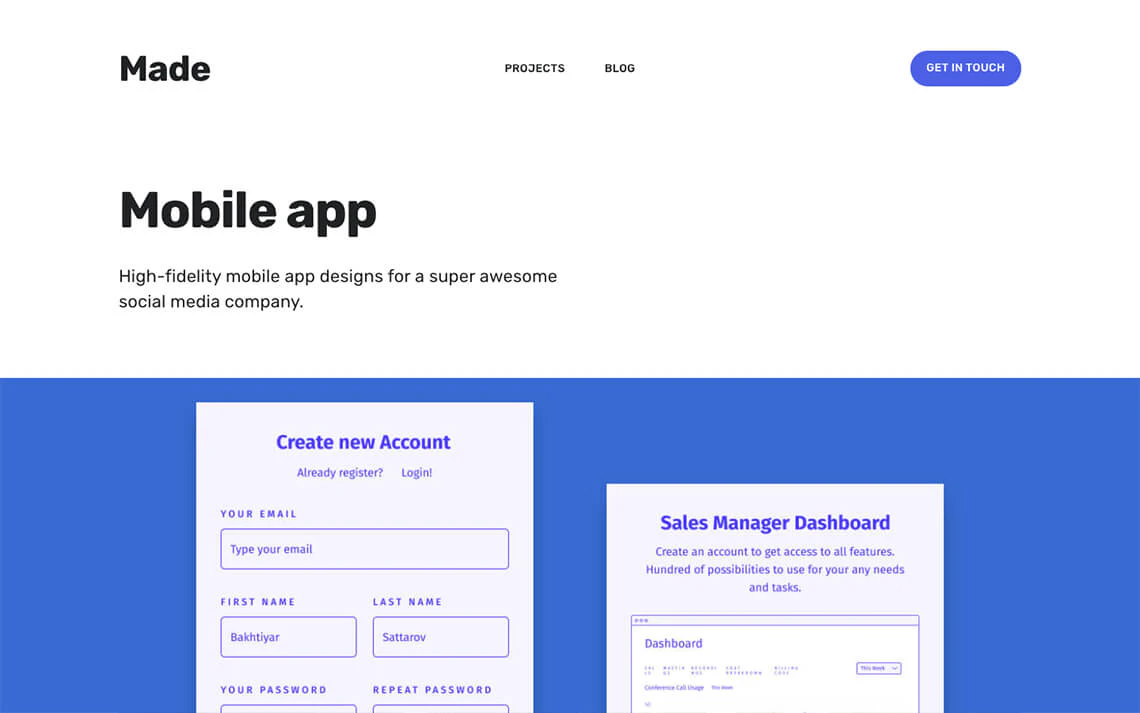 Made
PROJECTS
BLOG
GET IN TOUCH
Mobile app
High-fidelity mobile app designs for a super awesome
social media company.
Create new Account
Already register? Login!
YOUR EMAIL
Type your email
FIRST NAME
LAST NAME
Bakhtiyar
Sattarov
YOUR PASSWORD
REPEAT PASSWORD
Sales Manager Dashboard
Create an account to get access to all features.
Hundred of possibilities to use for your any needs
and tasks.
Dashboard
This Week
Conference Call Usage This Week